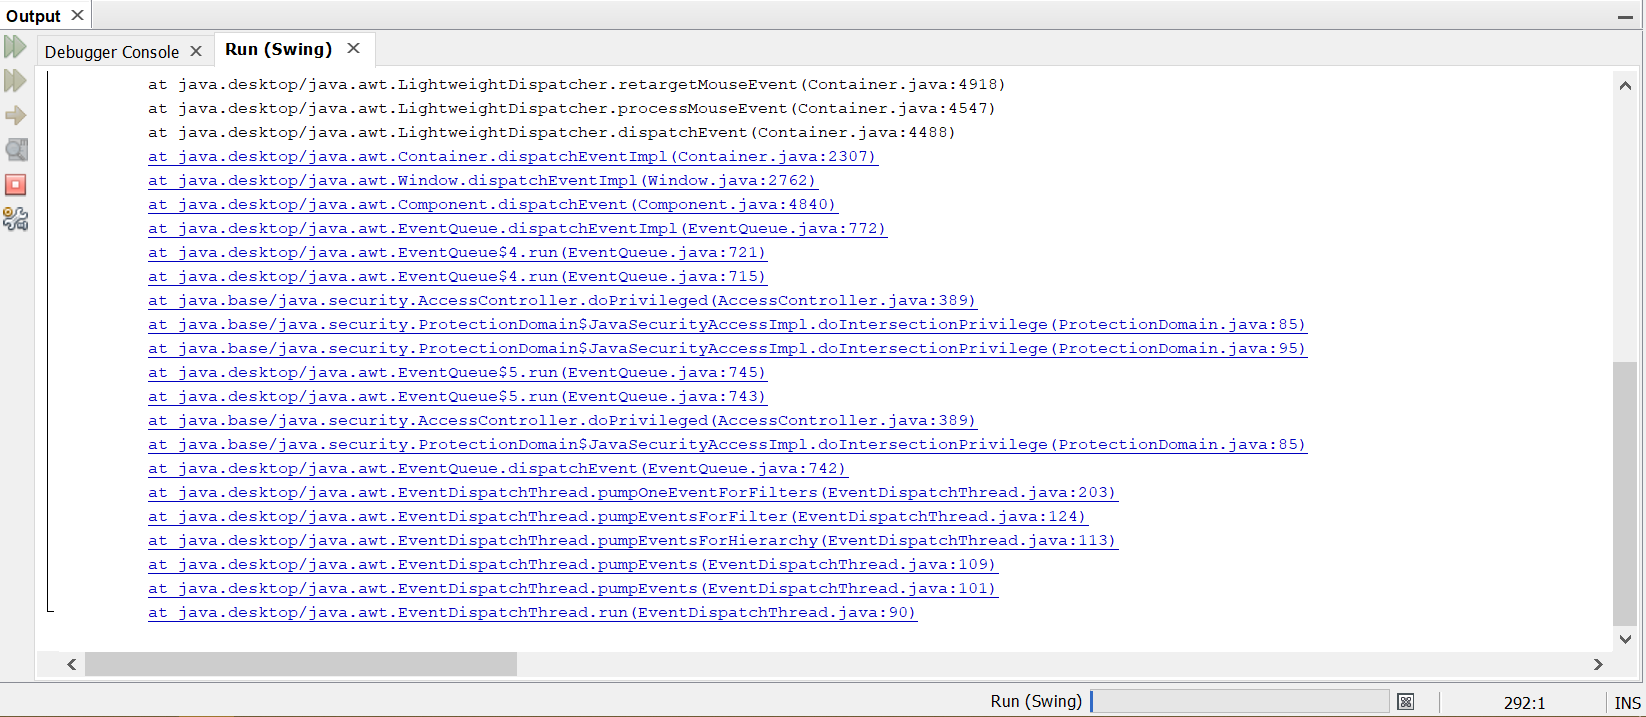 Output
Debugger Console
Run (Swing)
at java.desktop/java.awt.LightweightDispatcher.retargetMouseEvent(Container.java:4918)
at java.desktop/java.awt.LightweightDispatcher.processMouseEvent(Container.java:4547)
at java.desktop/java.awt.LightweightDispatcher.dispatchEvent(Container.java:4488)
at java.desktop/java.awt.Container.dispatchEventImpl(Container.java:2307)
at java.desktop/java.awt.Window.dispatchEventImpl(Window.java:2762)
at java.desktop/java.awt.Component.dispatchEvent(Component.java:4840)
at java.desktop/java.awt.EventQueue.dispatchEventImpl(EventQueue.java:772)
at java.desktop/java.awt.EventQueue$4.run(EventQueue.java:721)
at java.desktop/java.awt.EventQueue$4.run(EventQueue.java:715)
at java.base/java.security.AccessController.doPrivileged(AccessController.java:389)
at java.base/java.security.ProtectionDomain$JavaSecurityAccessImpl.doIntersectionPrivilege(ProtectionDomain.java:85)
at java.base/java.security.ProtectionDomain$JavaSecurityAccessImpl.doIntersectionPrivilege(ProtectionDomain.java:95)
at java.desktop/java.awt.EventQueue$5.run(EventQueue.java:745)
at java.desktop/java.awt.EventQueue$5.run(EventQueue.java:743)
at java.base/java.security.AccessController.doPrivileged(AccessController.java:389)
at java.base/java.security.ProtectionDomain$JavaSecurityAccessImpl.doIntersectionPrivilege(ProtectionDomain.java:85)
at java.desktop/java.awt.EventQueue.dispatchEvent(EventQueue.java:742)
at java.desktop/java.awt.EventDispatchThread.pumpOneEventForFilters(EventDispatchThread.java:203)
at java.desktop/java.awt.EventDispatchThread.pumpEventsForFilter(EventDispatchThread.java:124)
at java.desktop/java.awt.EventDispatchThread.pumpEventsForHierarchy(EventDispatchThread.java:113)
at java.desktop/java.awt.EventDispatchThread.pumpEvents(EventDispatchThread.java:109)
at java.desktop/java.awt.EventDispatchThread.pumpEvents(EventDispatchThread.java:101)
at java.desktop/java.awt.EventDispatchThread.run(EventDispatchThread.java:90)
Run (Swing)
292:1
INS